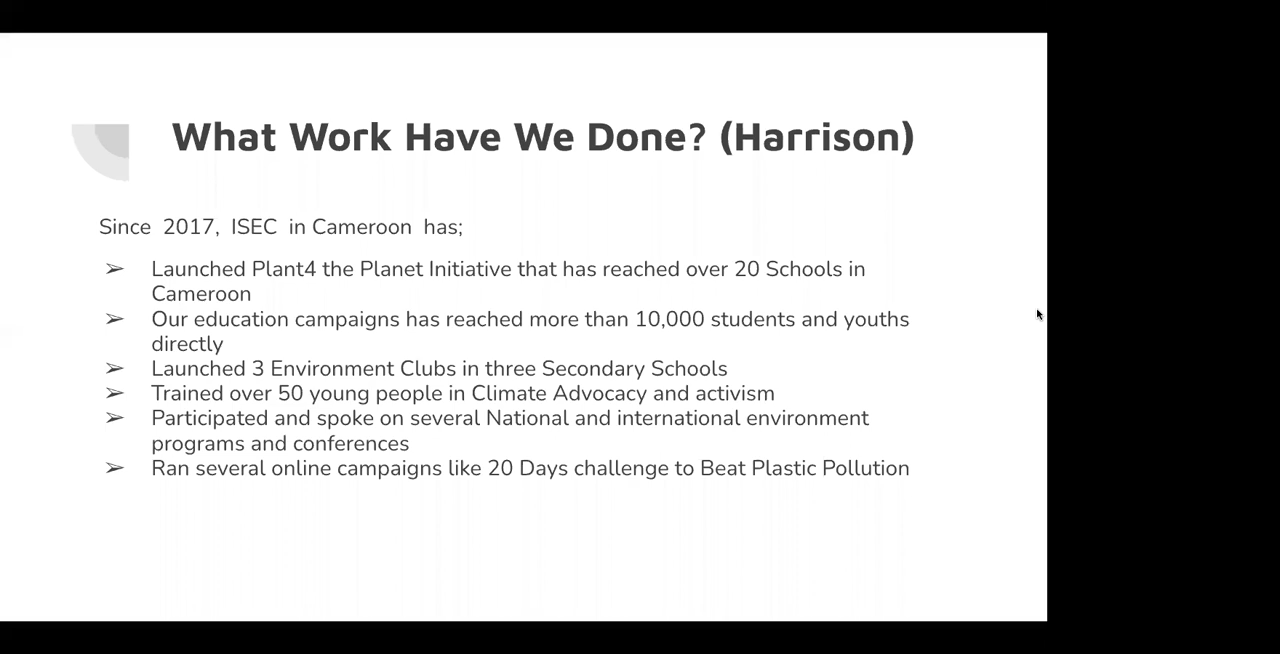 What Work Have We Done? (Harrison)
Since 2017, ISEC in Cameroon has;
➢ Launched Plant4 the Planet Initiative that has reached over 20 Schools in
Cameroon
➢ Our education campaigns has reached more than 10,000 students and youths
directly
➢ Launched 3 Environment Clubs in three Secondary Schools
➢ Trained over 50 young people in Climate Advocacy and activism
➢ Participated and spoke on several National and international environment
programs and conferences
➢ Ran several online campaigns like 20 Days challenge to Beat Plastic Pollution